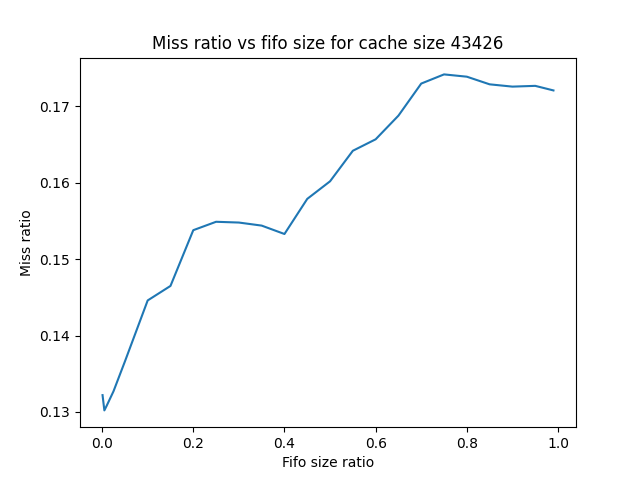 Miss ratio vs fifo size for cache size 43426
0.17
0.16
0.15
0.14
0.13
Miss ratio
0.0 0.2 0.4 0.6 0.8 1.0
Fifo size ratio